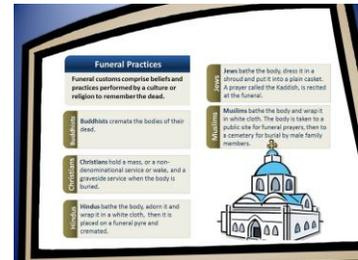 Funeral Practices
Funeral customs comprise beliefs and
practices performed by a culture or
religion to remember the dead.
Buddhists
Buddhists cremate the bodies of their
dead.
Christians
Christians hold a mass, or a non-
denominational service or wake, and a
graveside service when the body is
buried.
Hindus
Hindus bathe the body, adorn it and
wrap it in a white cloth, then it is
placed on a funeral pyre and
cremated.
Jews
Jews bathe the body, dress it in a
shroud and put it into a plain casket.
A prayer called the Kaddish, is recited
at the funeral.
Muslims
Muslims bathe the body and wrap it
in white cloth. The body is taken to a
public site for funeral prayers, then to
a cemetery for burial by male family
members.